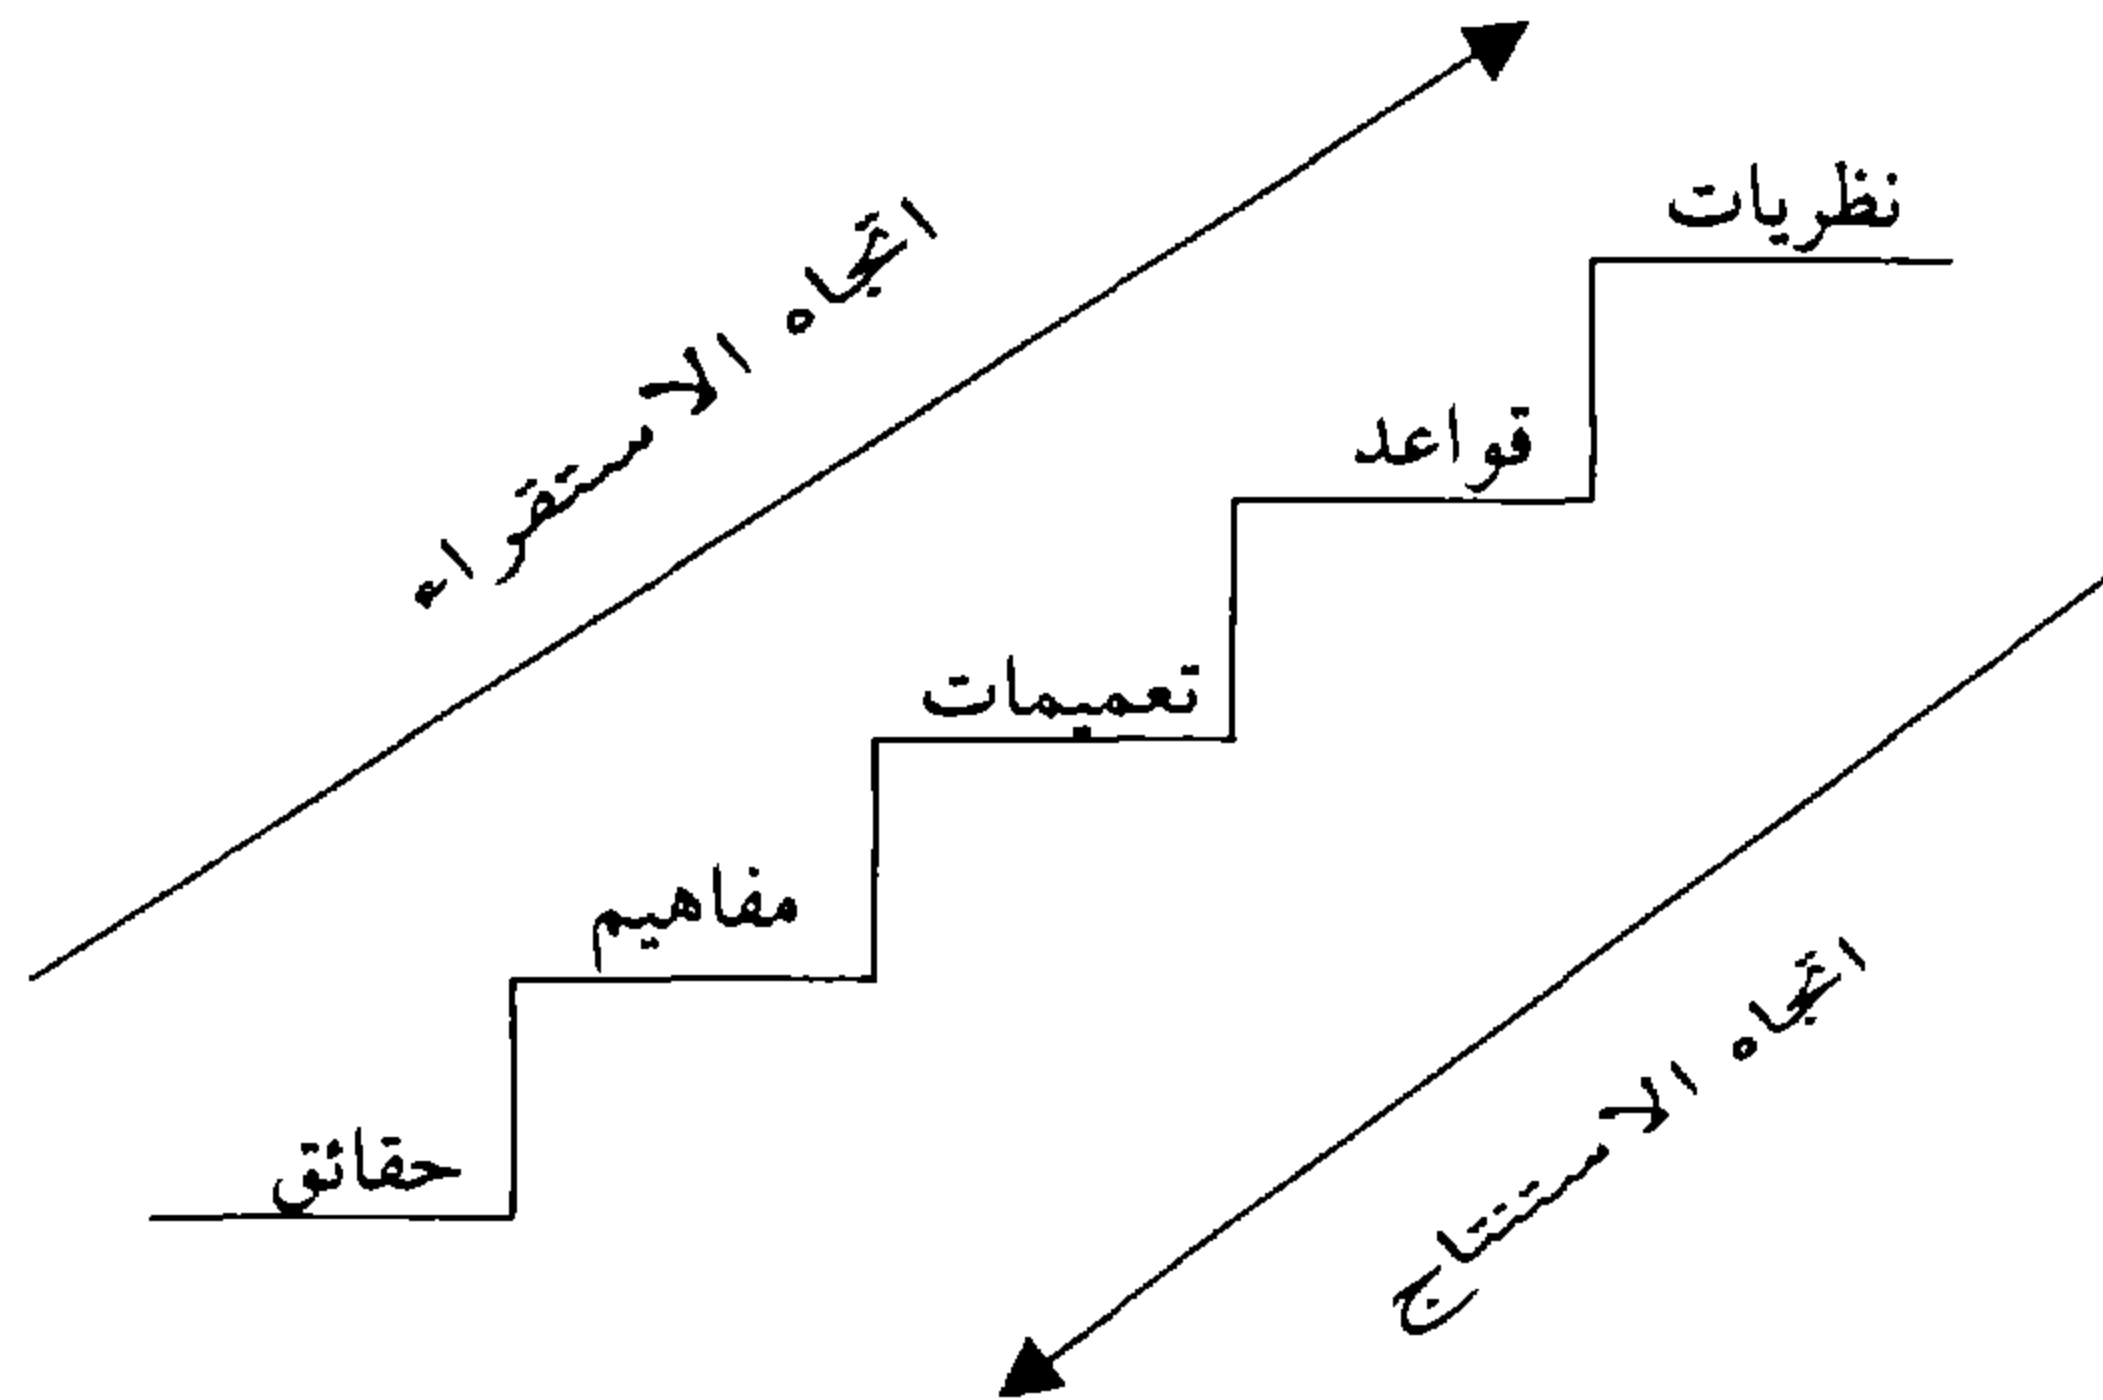 نظريات
اتجاه الاستقراء
قواعد
تعميمات
مفاهيم
اتجاه الاستنتاج
حقائق